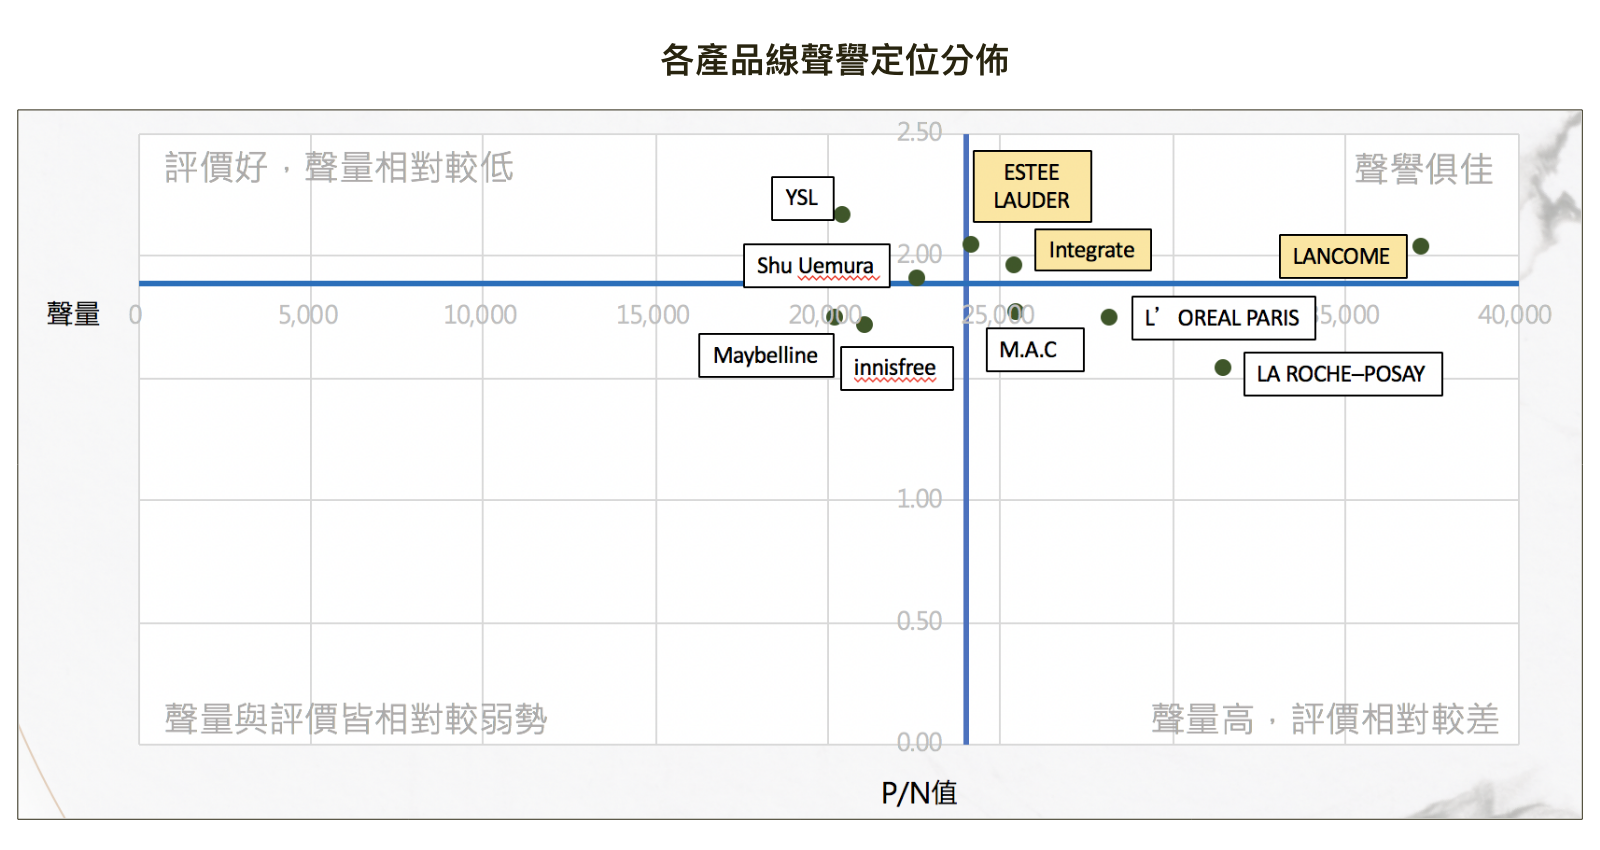 各產品線聲譽定位分佈
評價好，聲量相對較低
聲譽俱佳
2.50
ESTEE
LAUDER
YSL
Integrate
LANCOME
2.00
Shu Uemura
聲量
0
5,000
10,000
15,000
20,000
25,000
L’ OREAL PARIS
5,000
40,000
M.A.C
Maybelline
innisfree
LA ROCHE–POSAY
1.00
0.50
聲量與評價皆相對較弱勢
聲量高，評價相對較差
0.00
P/N值